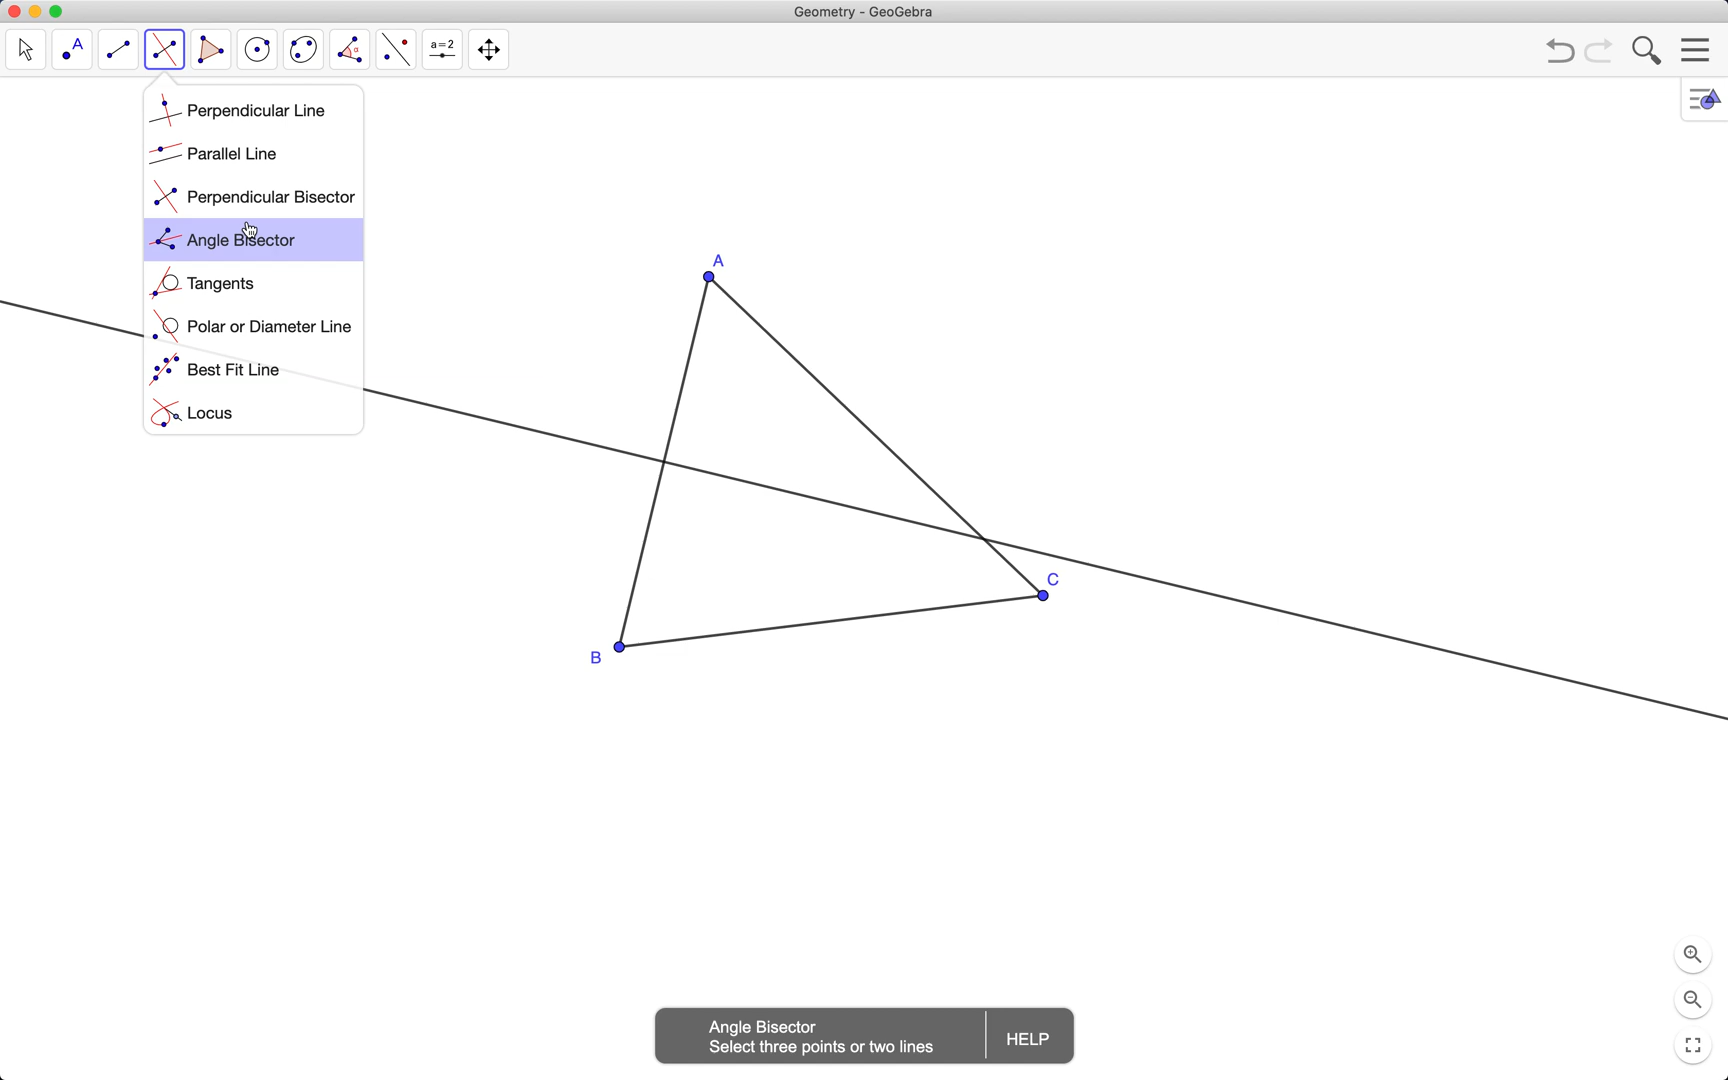 Geometry - GeoGebra
A
α
a=2
Perpendicular Line
Parallel Line
Perpendicular Bisector
Angle Bisector
Tangents
Polar or Diameter Line
Best Fit Line
Locus
A
C
B
Angle Bisector
Select three points or two lines
HELP